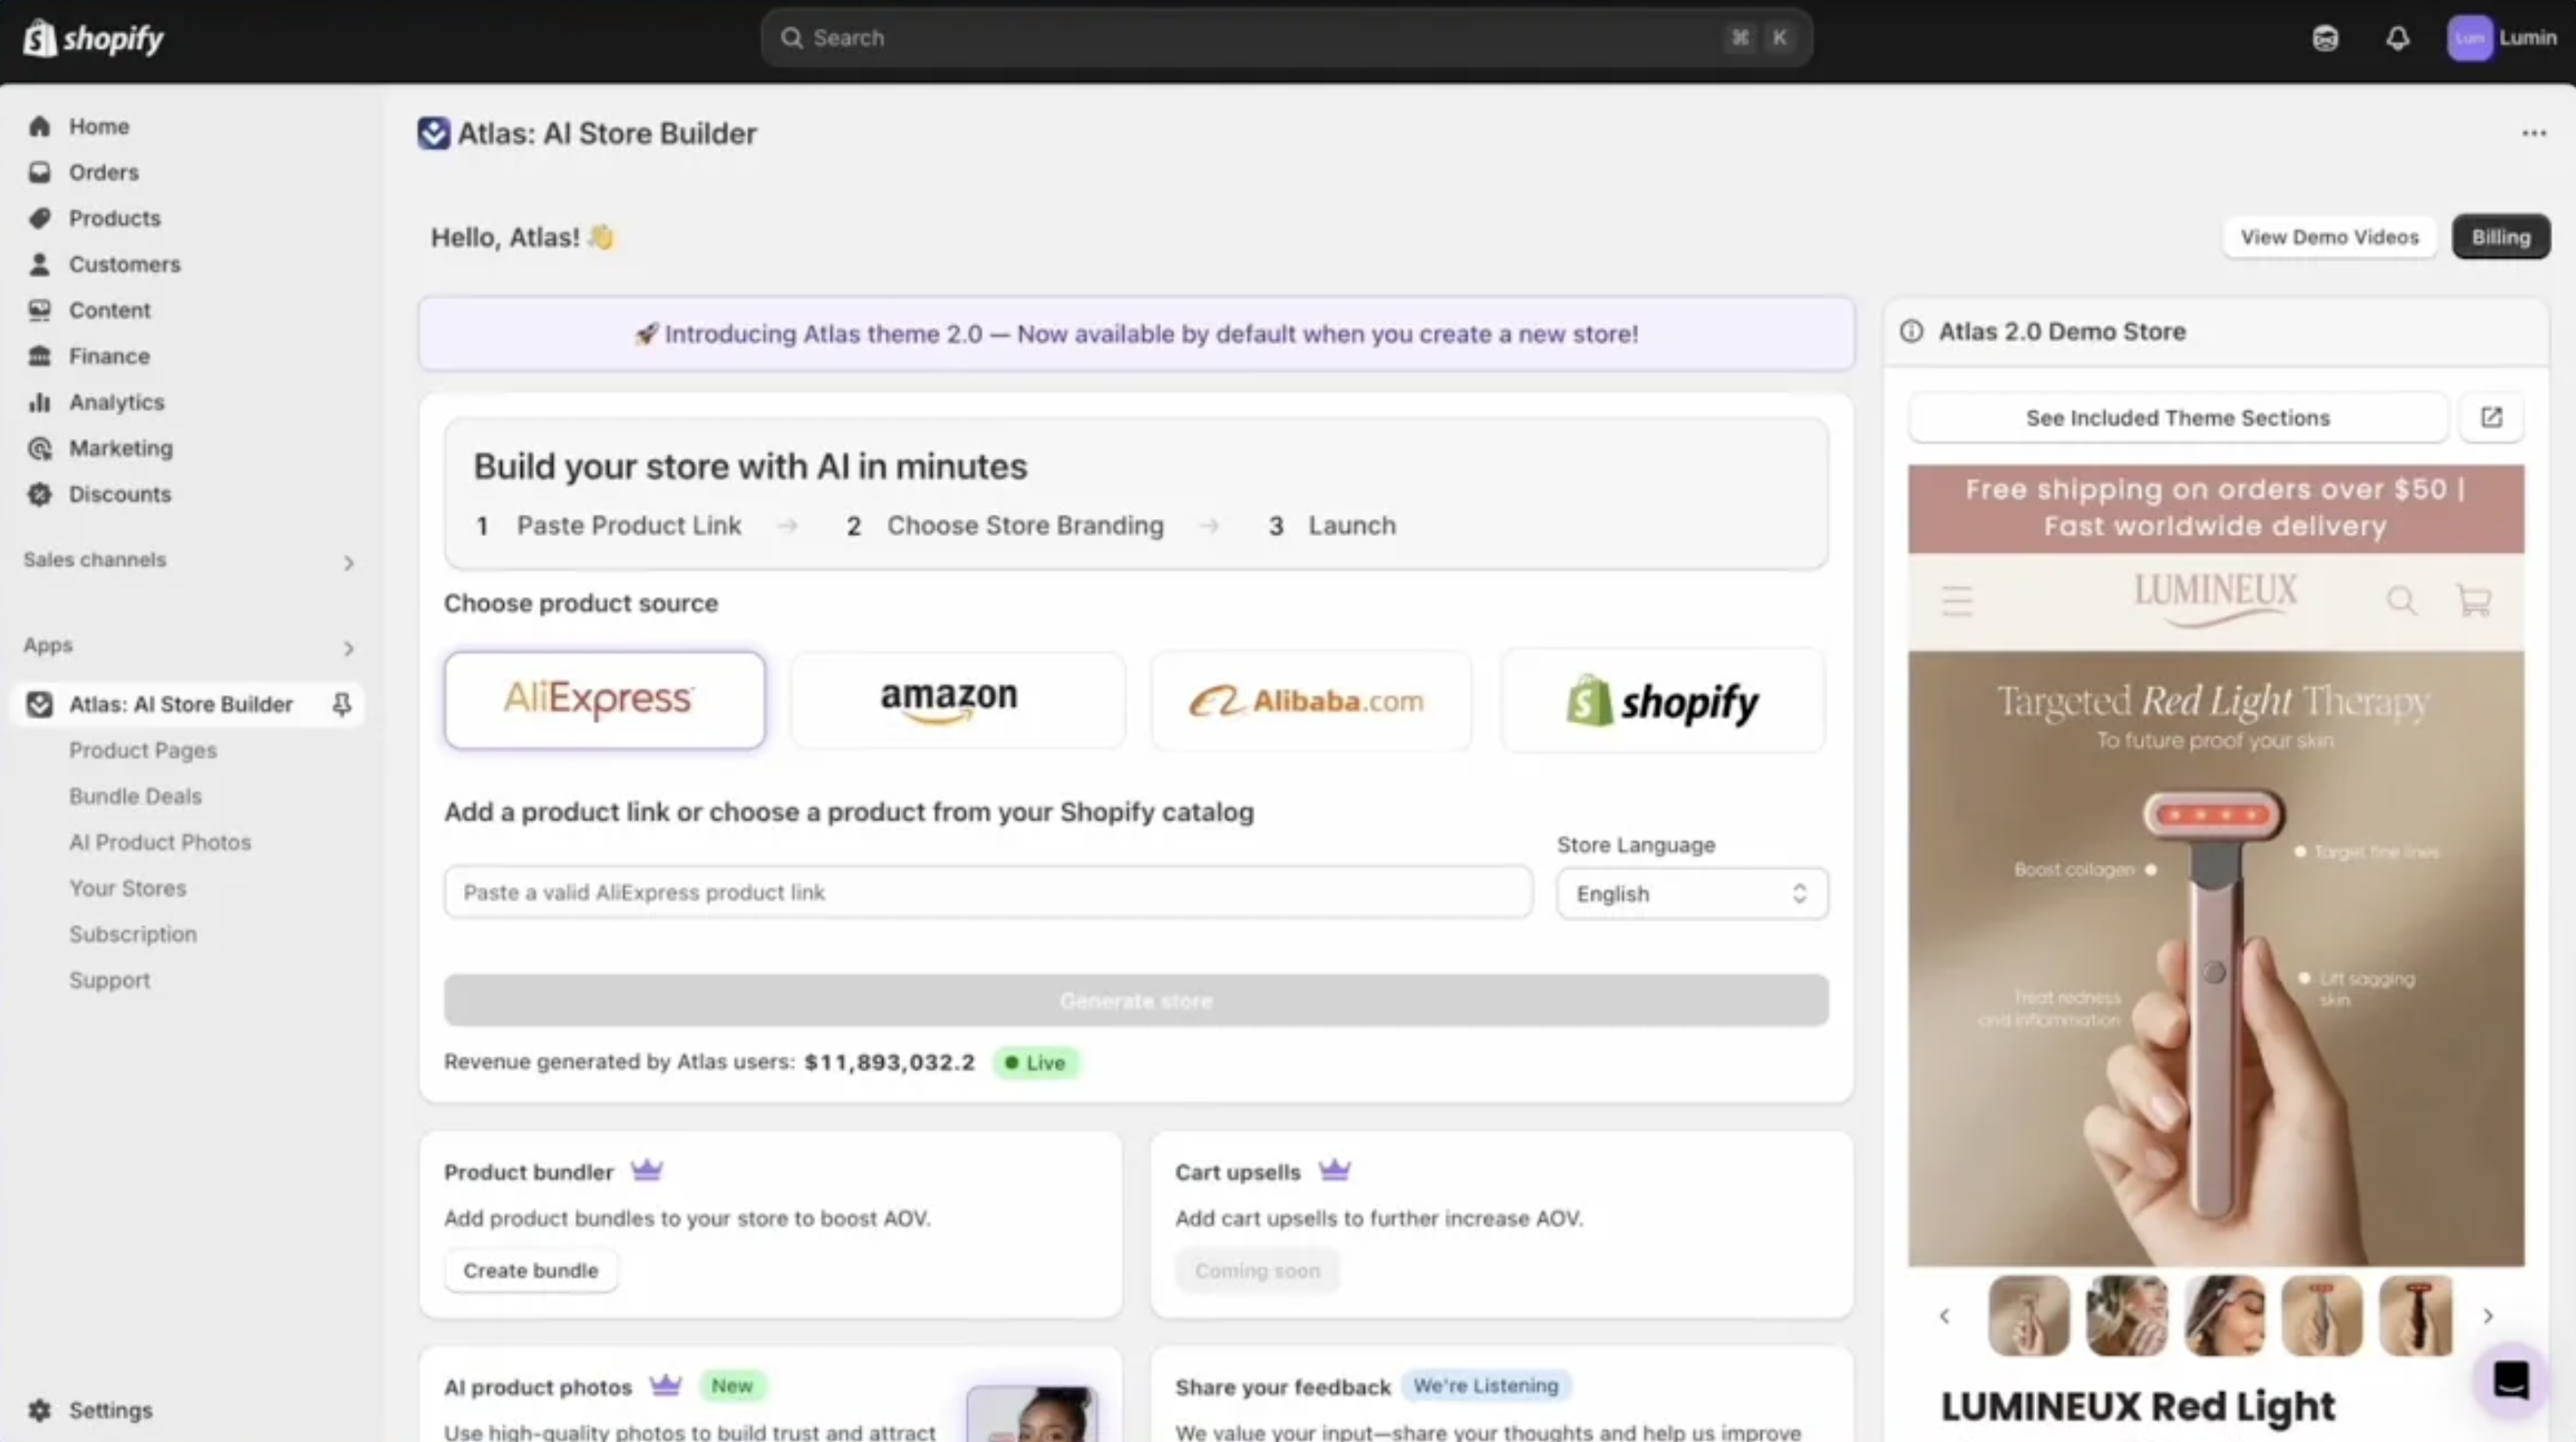 shopify
Search
⌘ K
Lum
Lumin
Home
Orders
Products
Customers
Content
Finance
Analytics
Marketing
Discounts
Sales channels
Apps
Atlas: AI Store Builder
Product Pages
Bundle Deals
AI Product Photos
Your Stores
Subscription
Support
Settings
Atlas: AI Store Builder
Hello, Atlas! 👋
View Demo Videos
Billing
🚀 Introducing Atlas theme 2.0 — Now available by default when you create a new store!
Build your store with AI in minutes
1 Paste Product Link → 2 Choose Store Branding → 3 Launch
Choose product source
AliExpress
amazon
Alibaba.com
shopify
Add a product link or choose a product from your Shopify catalog
Store Language
Paste a valid AliExpress product link
English
Generate store
Revenue generated by Atlas users: $11,893,032.2
Live
Product bundler
Add product bundles to your store to boost AOV.
Create bundle
Cart upsells
Add cart upsells to further increase AOV.
Coming soon
AI product photos
New
Use high-quality photos to build trust and attract
Share your feedback
We're Listening
We value your input—share your thoughts and help us improve
Atlas 2.0 Demo Store
See Included Theme Sections
Free shipping on orders over $50 |
Fast worldwide delivery
LUMINEUX
Targeted Red Light Therapy
To future proof your skin
Target fine lines
Boost collagen
Lift sagging
skin
Treat redness
and inflammation
LUMINEUX Red Light